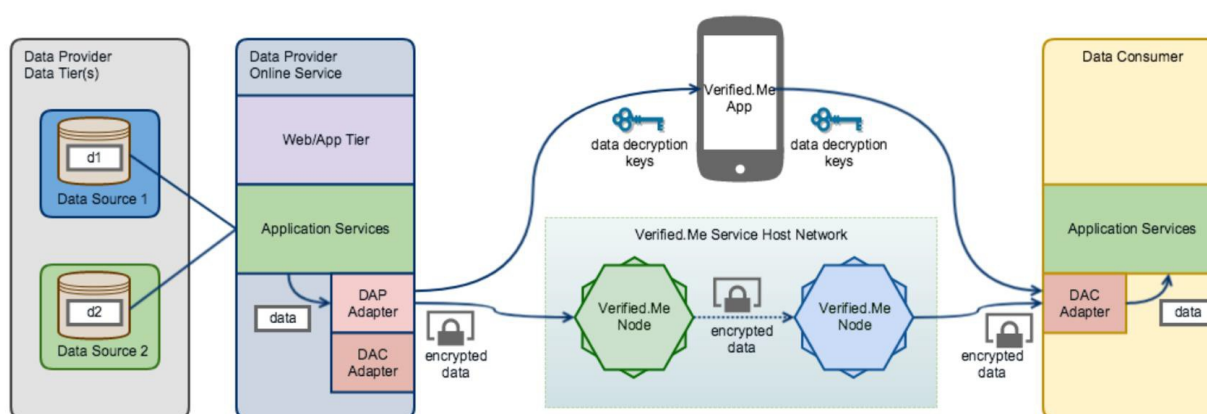 Data Provider
Data Tier(s)
d1
Data Source 1
d2
Data Source 2
Data Provider
Online Service
Web/App Tier
Application Services
data
DAP
Adapter
DAC
Adapter
encrypted
data
data decryption
keys
Verified.Me
App
data decryption
keys
Verified.Me Service Host Network
Verified.Me
Node
encrypted
data
Verified.Me
Node
encrypted
data
Data Consumer
Application Services
DAC
Adapter
data